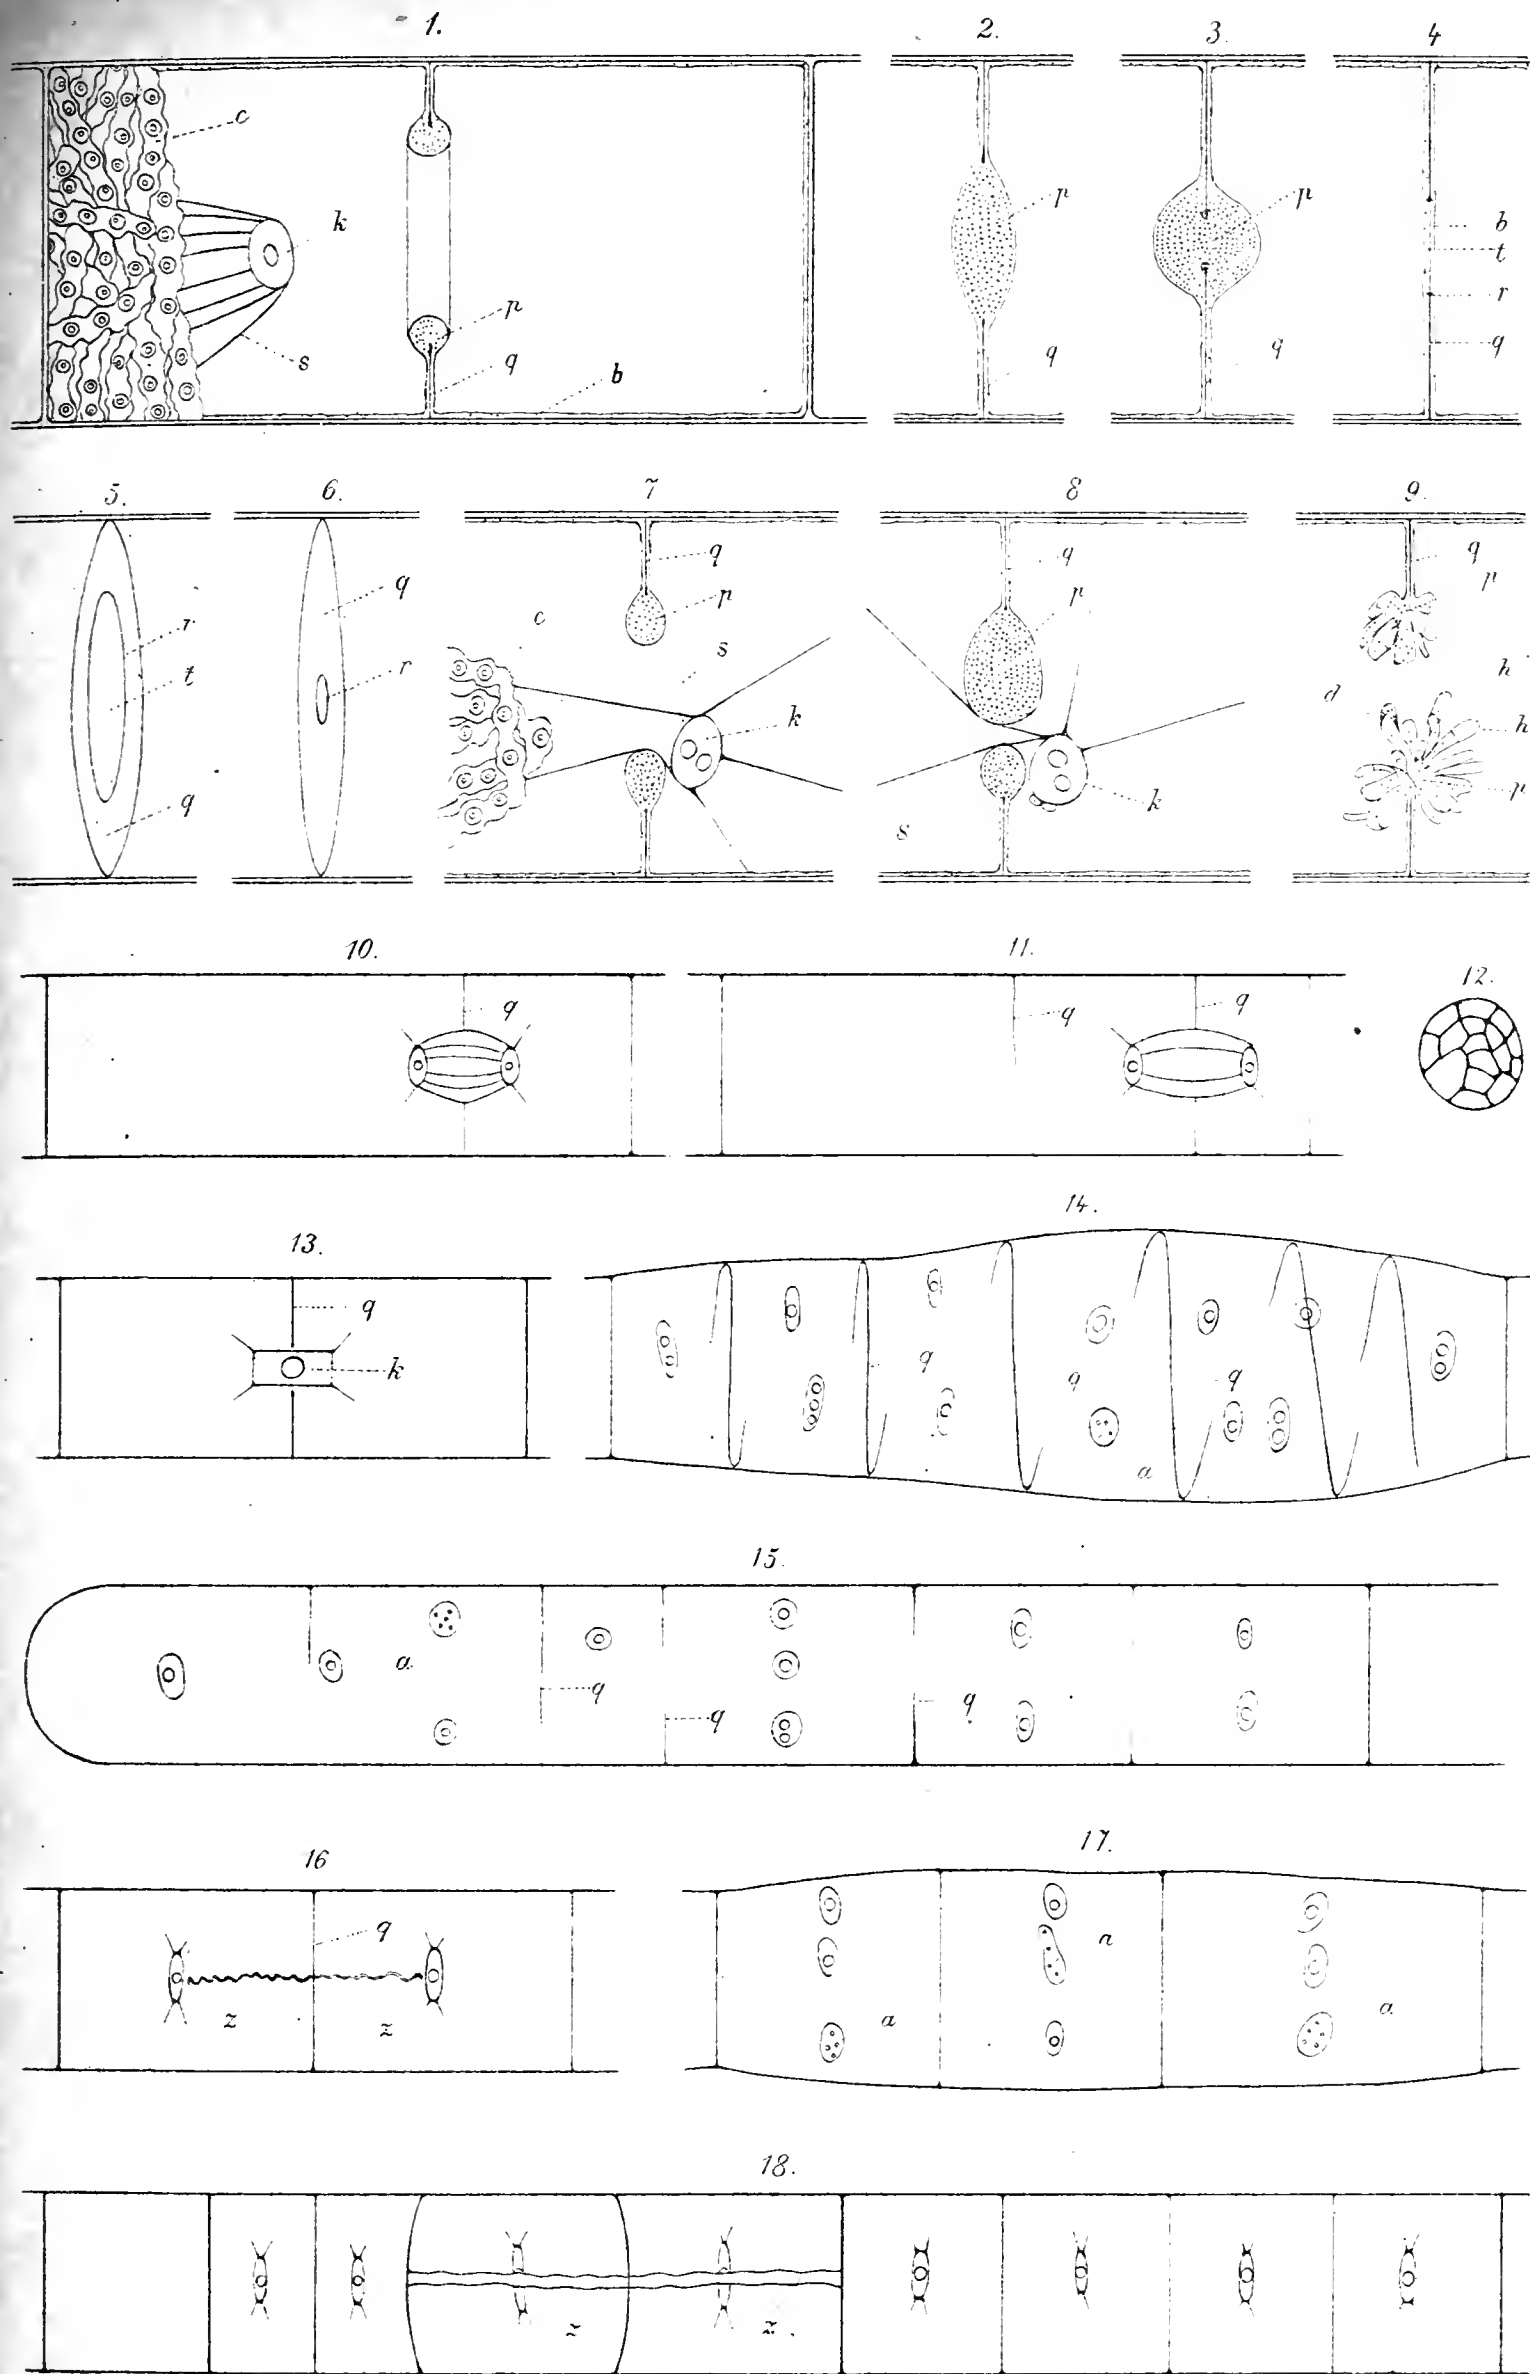 1. 2. 3. 4
c
k
p
s
q
b
p
q
p
q
b
t
r
q
5. 6. 7 8 9.
r
t
q
q
r
q
p
c
s
k
q
p
s
k
q
p
h
d
h
p
10. 11. 12.
q
q
q
13. 14.
q
k
q
q
q
a
15.
a
q
q
q
16 17.
q
z
z
a
a
a
18.
z
z.